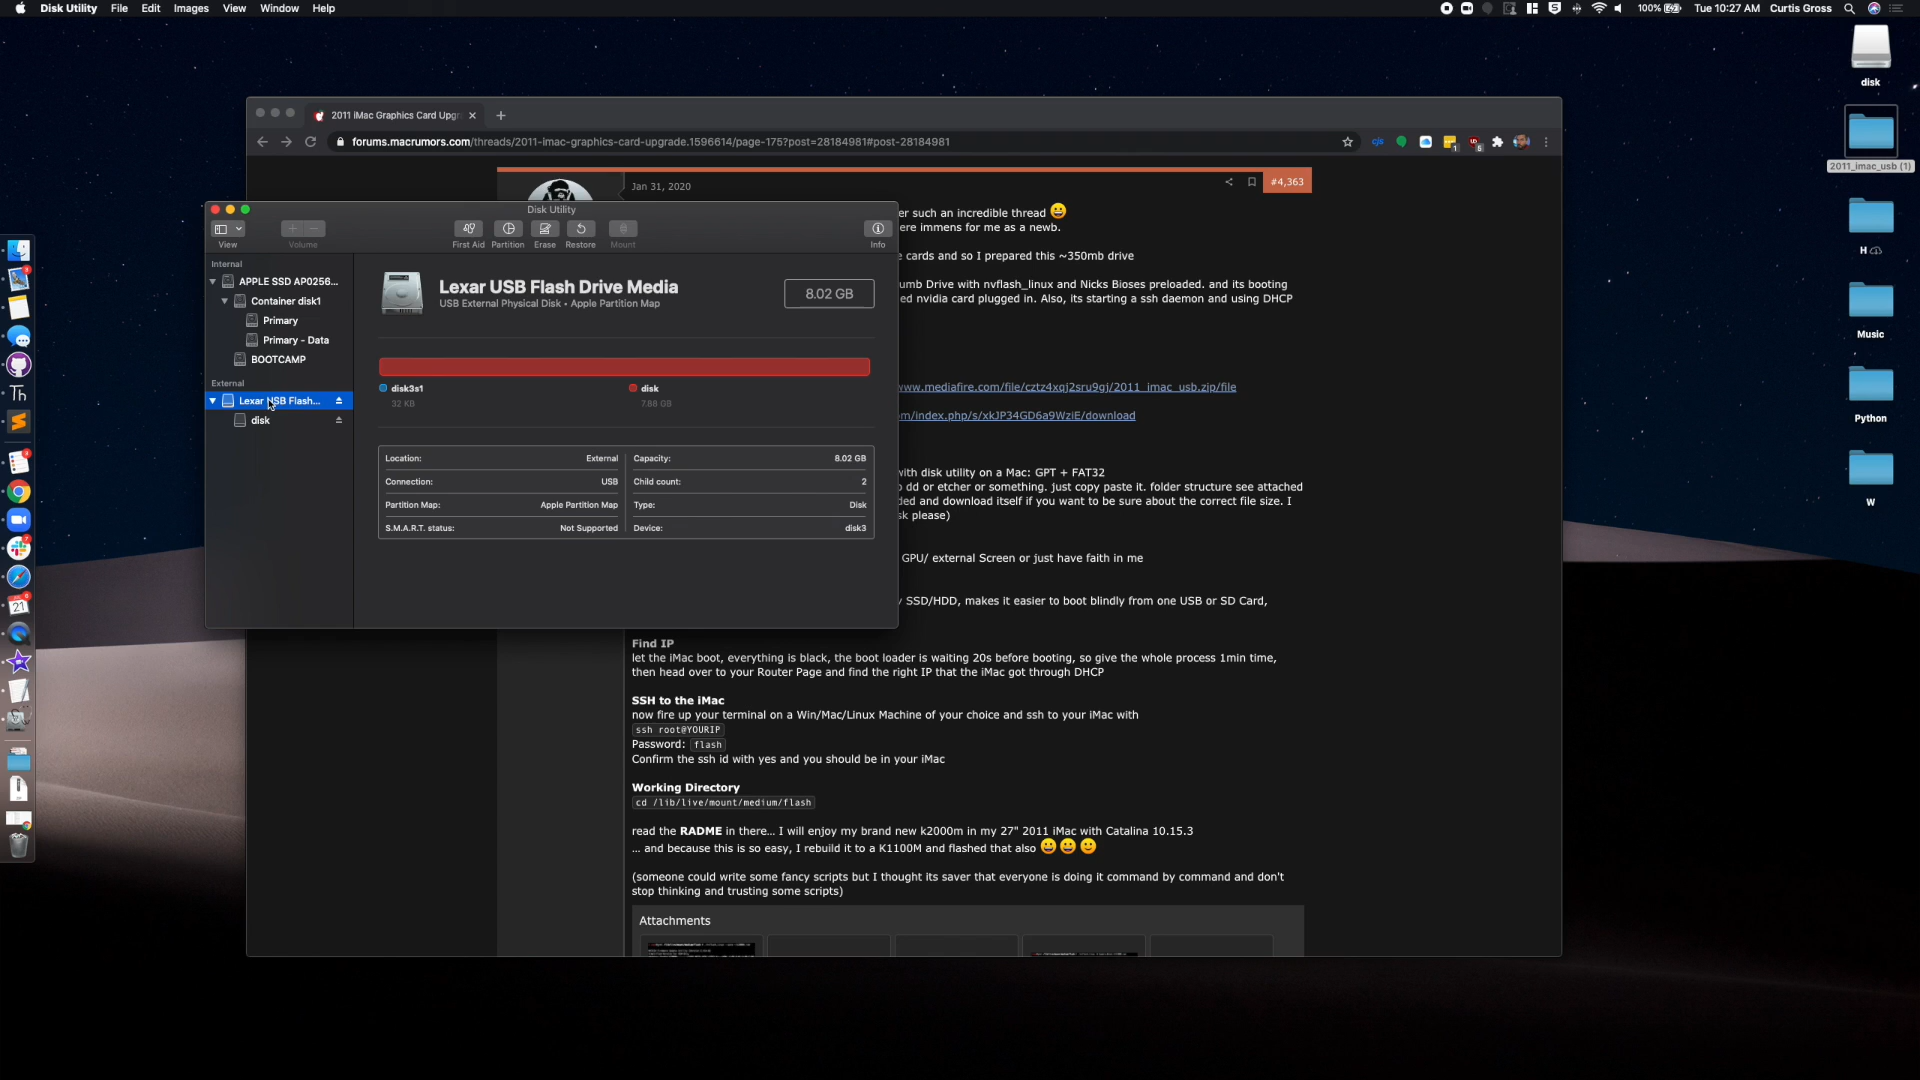 Disk Utility File Edit Images View Window Help
100% Tue 10:27 AM Curtis Gross
2011 iMac Graphics Card Upgr
forums.macrumors.com/threads/2011-imac-graphics-card-upgrade.1596614/page-175?post=28184981#post-28184981
disk
2011_imac_usb (1)
H
Music
Python
W
Jan 31, 2020
#4,363
Disk Utility
View
Volume
First Aid Partition Erase Restore Mount
Info
Internal
APPLE SSD AP0256...
Container disk1
Primary
Primary - Data
BOOTCAMP
External
Lexar USB Flash...
disk
Lexar USB Flash Drive Media
USB External Physical Disk • Apple Partition Map
8.02 GB
disk3s1
32 KB
disk
7.88 GB
Location: External
Capacity: 8.02 GB
Connection: USB
Child count: 2
Partition Map: Apple Partition Map
Type: Disk
S.M.A.R.T. status: Not Supported
Device: disk3
er such an incredible thread
ere immens for me as a newb.
e cards and so I prepared this ~350mb drive
umb Drive with nvflash_linux and Nicks Bioses preloaded. and its booting
ed nvidia card plugged in. Also, its starting a ssh daemon and using DHCP
ww.mediafire.com/file/cztz4xqj2sru9gj/2011_imac_usb.zip/file
m/index.php/s/xkJP34GD6a9WziE/download
with disk utility on a Mac: GPT + FAT32
o dd or etcher or something. just copy paste it. folder structure see attached
ded and download itself if you want to be sure about the correct file size. I
sk please)
GPU/ external Screen or just have faith in me
y SSD/HDD, makes it easier to boot blindly from one USB or SD Card,
Find IP
let the iMac boot, everything is black, the boot loader is waiting 20s before booting, so give the whole process 1min time,
then head over to your Router Page and find the right IP that the iMac got through DHCP
SSH to the iMac
now fire up your terminal on a Win/Mac/Linux Machine of your choice and ssh to your iMac with
ssh root@YOURIP
Password: flash
Confirm the ssh id with yes and you should be in your iMac
Working Directory
cd /lib/live/mount/medium/flash
read the RADME in there... I will enjoy my brand new k2000m in my 27" 2011 iMac with Catalina 10.15.3
... and because this is so easy, I rebuild it to a K1100M and flashed that also
(someone could write some fancy scripts but I thought its saver that everyone is doing it command by command and don't
stop thinking and trusting some scripts)
Attachments